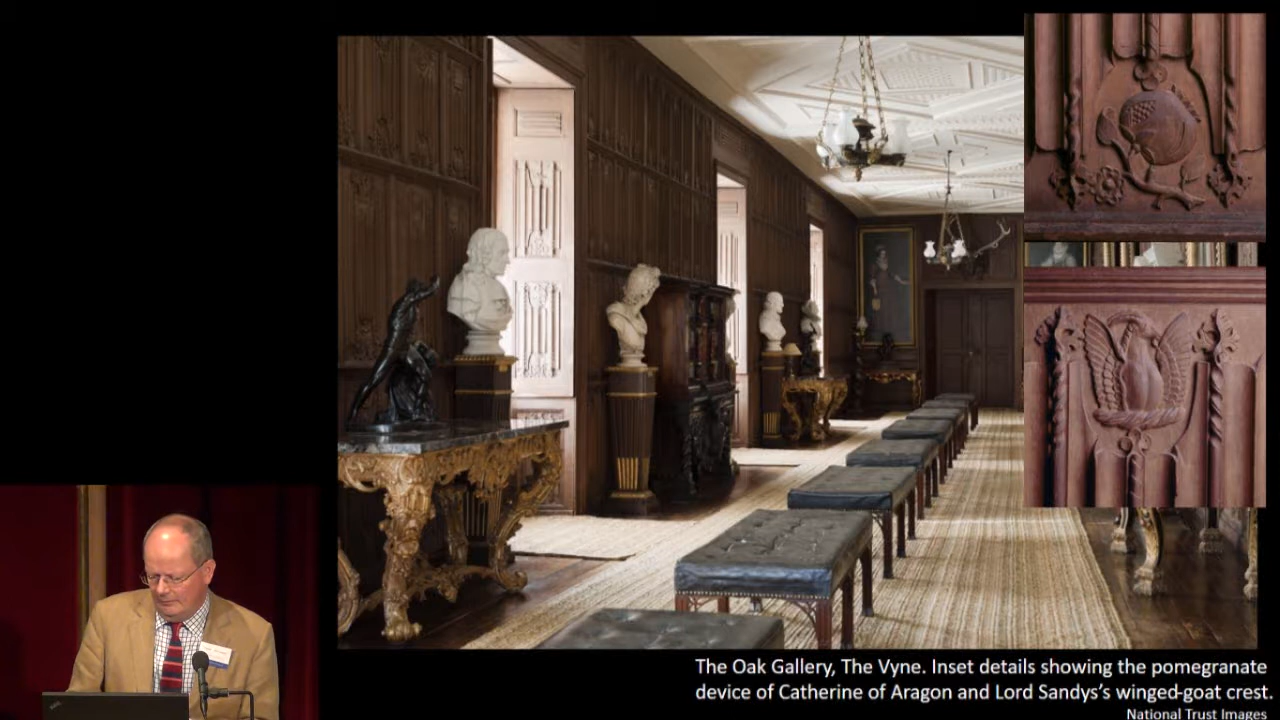 The Oak Gallery, The Vyne. Inset details showing the pomegranate
device of Catherine of Aragon and Lord Sandys's winged-goat crest.
National Trust Images